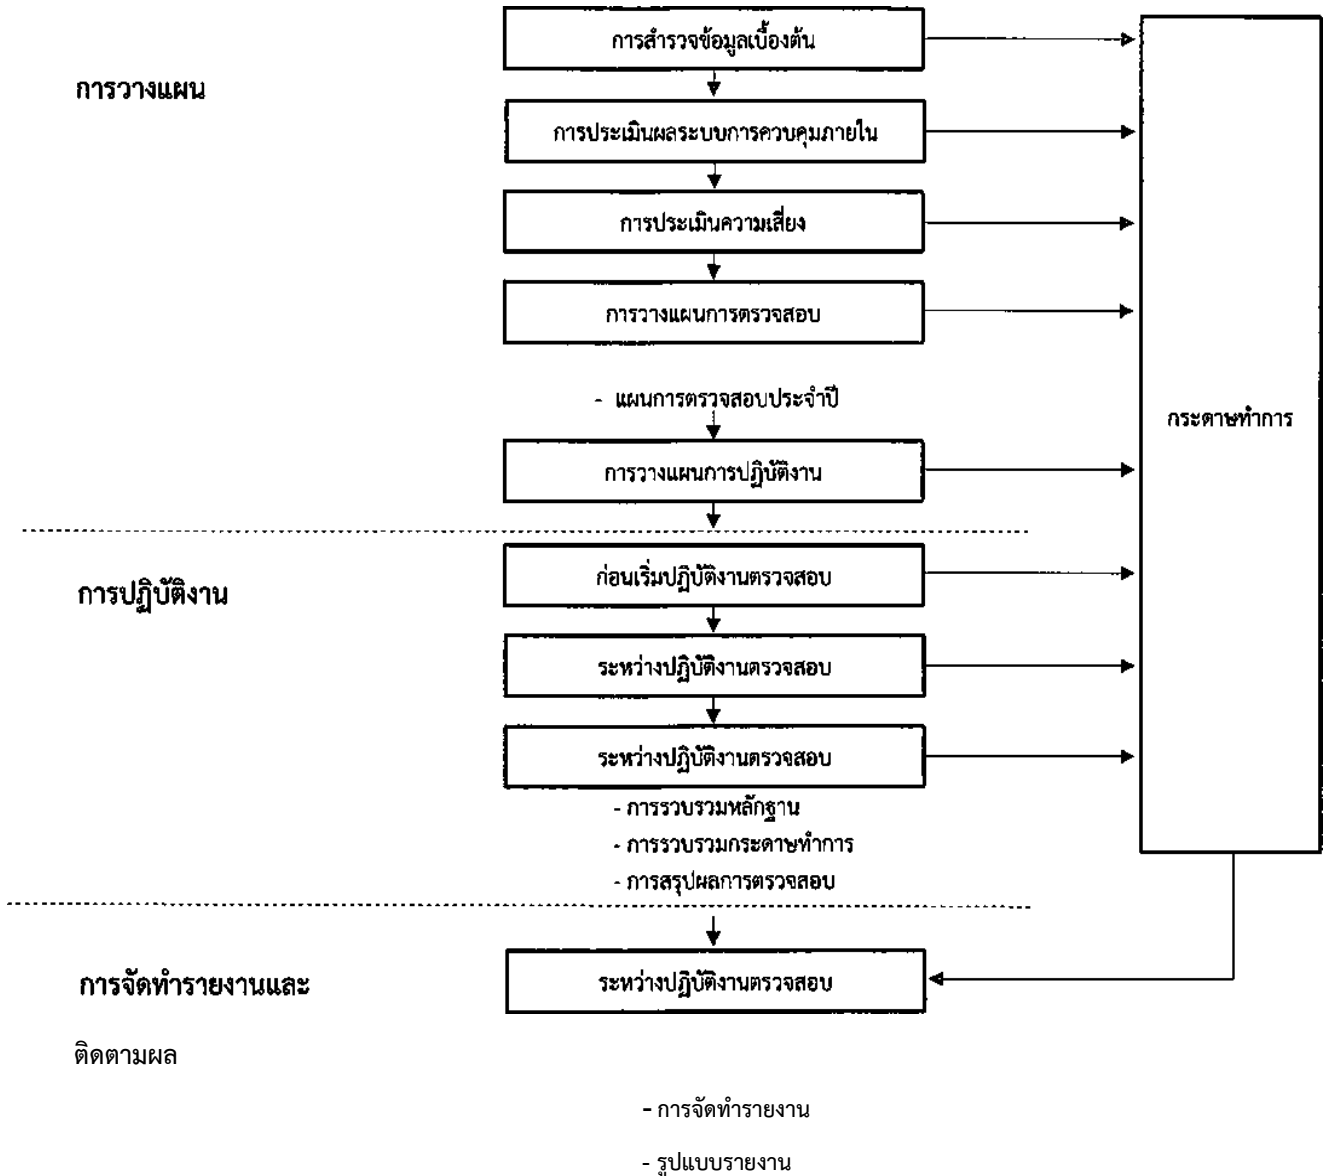 การสำรวจข้อมูลเบื้องต้น
การวางแผน
การประเมินผลระบบการควบคุมภายใน
การประเมินความเสี่ยง
การวางแผนการตรวจสอบ
- แผนการตรวจสอบประจำปี
กระดาษทำการ
การวางแผนการปฏิบัติงาน
ก่อนเริ่มปฏิบัติงานตรวจสอบ
การปฏิบัติงาน
ระหว่างปฏิบัติงานตรวจสอบ
ระหว่างปฏิบัติงานตรวจสอบ
- การรวบรวมหลักฐาน
- การรวบรวมกระดาษทำการ
- การสรุปผลการตรวจสอบ
การจัดทำรายงานและ
ระหว่างปฏิบัติงานตรวจสอบ
ติดตามผล
- การจัดทำรายงาน
- รูปแบบรายงาน